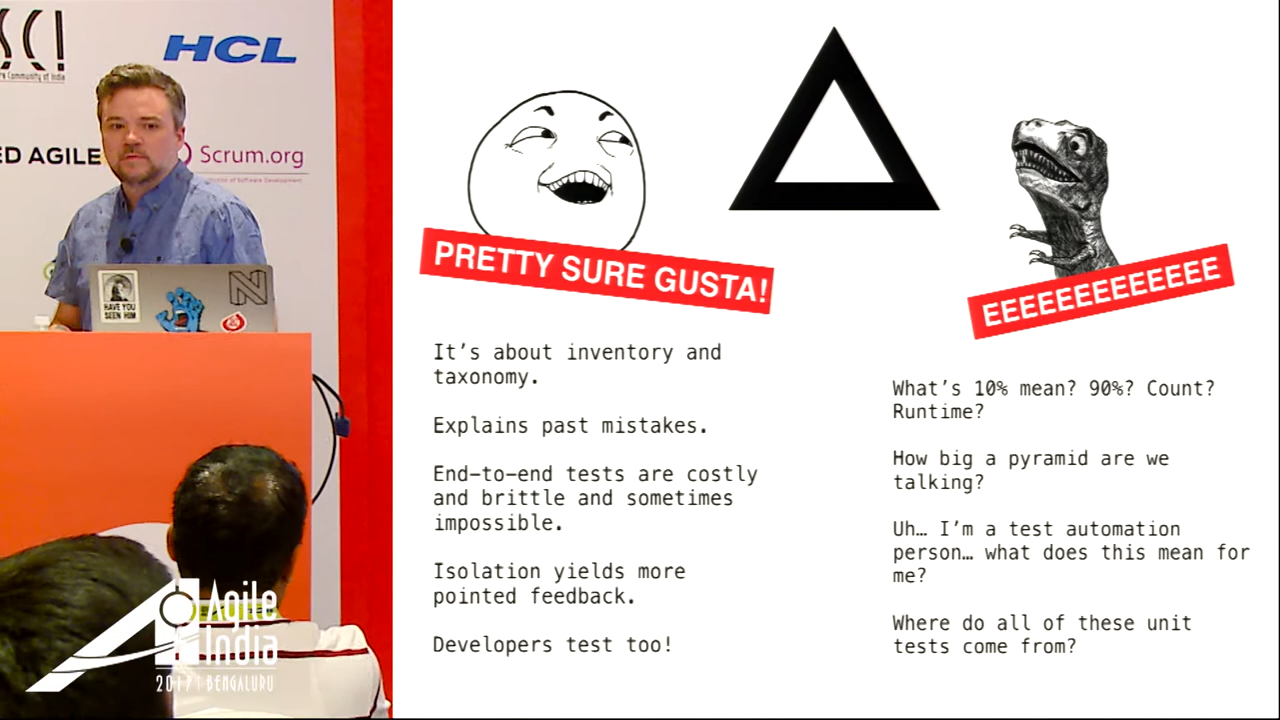 HCL
ED AGILE
Scrum.org
HAVE YOU
SEEN HIM
N
Agile
India
2017 | BENGALURU
PRETTY SURE GUSTA!
EEEEEEEEEEEEE
It's about inventory and
taxonomy.
Explains past mistakes.
End-to-end tests are costly
and brittle and sometimes
impossible.
Isolation yields more
pointed feedback.
Developers test too!
What's 10% mean? 90%? Count?
Runtime?
How big a pyramid are we
talking?
Uh… I'm a test automation
person… what does this mean for
me?
Where do all of these unit
tests come from?